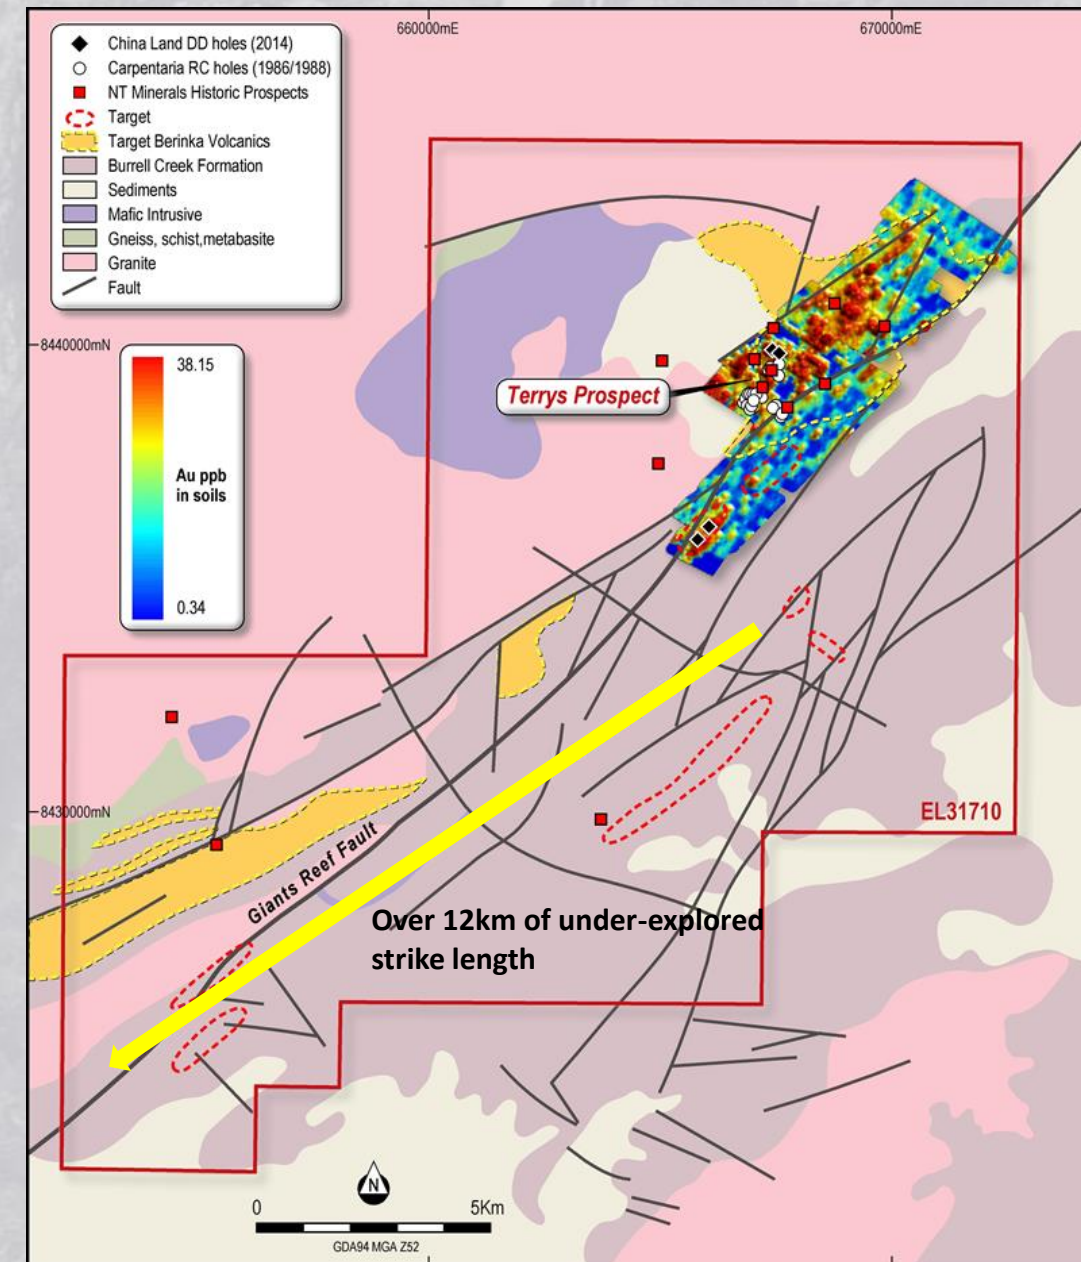 660000mE
670000mE
China Land DD holes (2014)
Carpentaria RC holes (1986/1988)
NT Minerals Historic Prospects
Target
Target Berinka Volcanics
Burrell Creek Formation
Sediments
Mafic Intrusive
Gneiss, schist,metabasite
Granite
Fault
8440000mN
38.15
Au ppb
in soils
0.34
Terrys Prospect
8430000mN
EL31710
Giants Reef Fault
Over 12km of under-explored
strike length
N
0
5Km
GDA94 MGA Z52